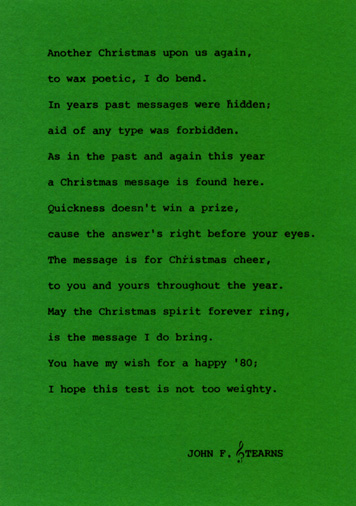 Another Christmas upon us again,
to wax poetic, I do bend.
In years past messages were hidden;
aid of any type was forbidden.
As in the past and again this year
a Christmas message is found here.
Quickness doesn't win a prize,
cause the answer's right before your eyes.
The message is for Christmas cheer,
to you and yours throughout the year.
May the Christmas spirit forever ring,
is the message I do bring.
You have my wish for a happy '80;
I hope this test is not too weighty.
JOHN F. STEARNS